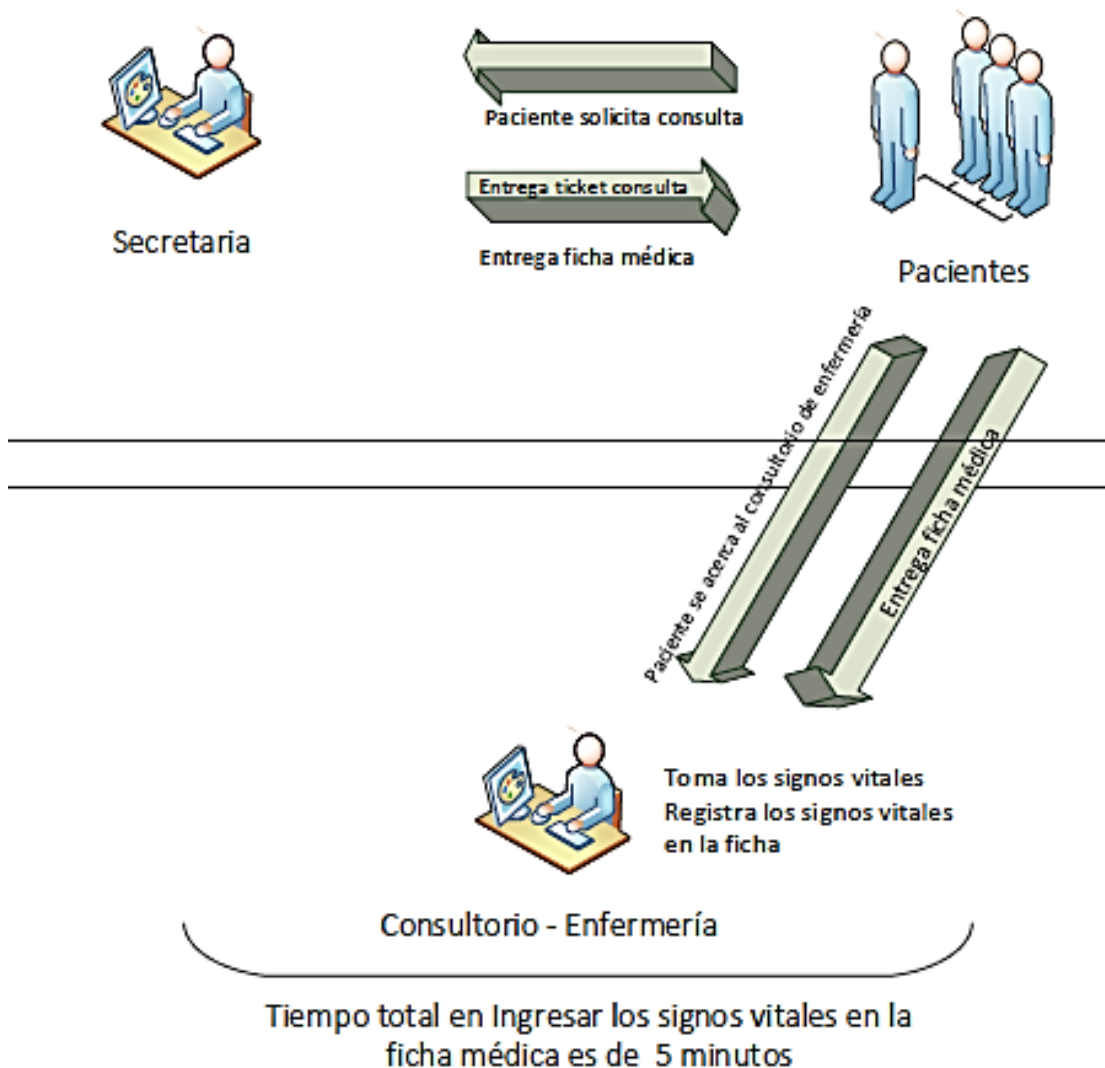 Paciente solicita consulta
Entrega ticket consulta
Secretaria
Entrega ficha médica
Pacientes
Paciente se acerca al consultorio de enfermería
Entrega ficha médica
Toma los signos vitales
Registra los signos vitales
en la ficha
Consultorio - Enfermería
Tiempo total en Ingresar los signos vitales en la
ficha médica es de 5 minutos